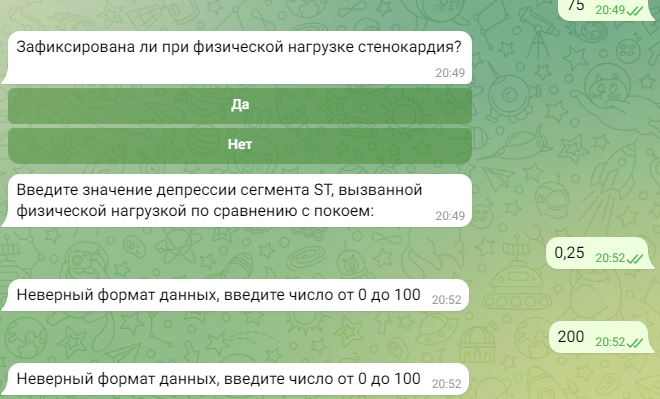 75 20:49
Зафиксирована ли при физической нагрузке стенокардия?
20:49
Да
Нет
Введите значение депрессии сегмента ST, вызванной
физической нагрузкой по сравнению с покоем: 20:49
0,25 20:52
Неверный формат данных, введите число от 0 до 100 20:52
200 20:52
Неверный формат данных, введите число от 0 до 100 20:52